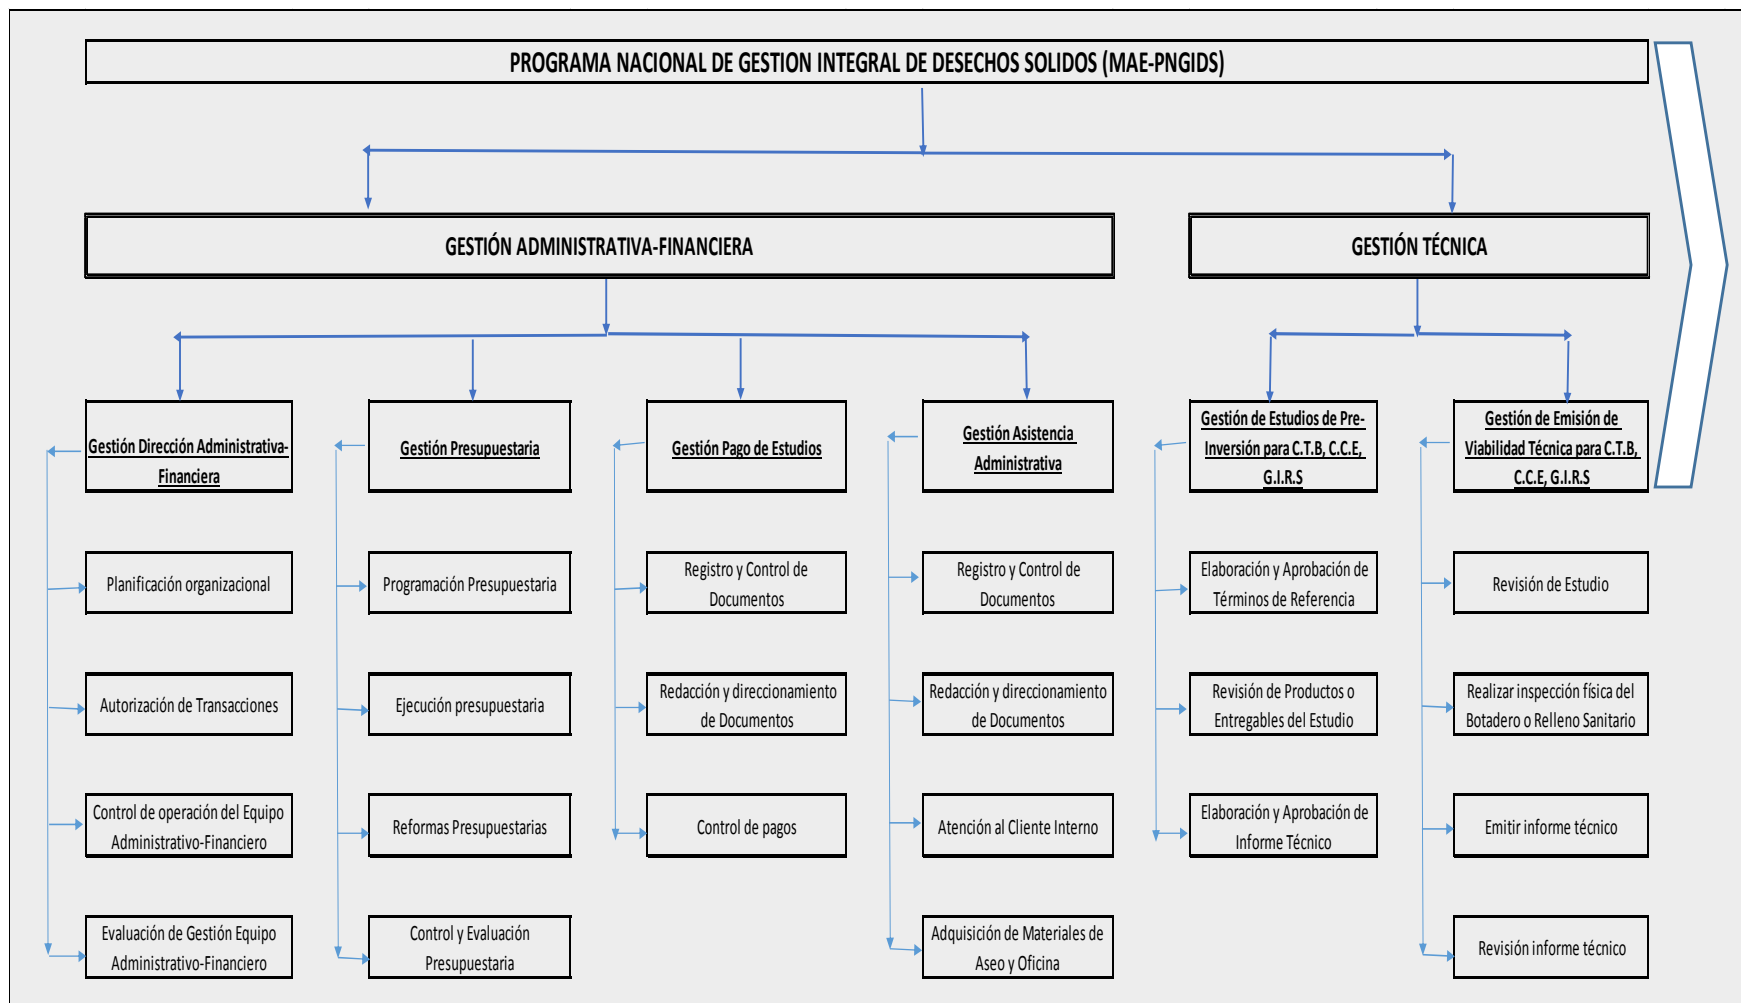 PROGRAMA NACIONAL DE GESTION INTEGRAL DE DESECHOS SOLIDOS (MAE-PNGIDS)
GESTIÓN ADMINISTRATIVA-FINANCIERA
GESTIÓN TÉCNICA
Gestión Dirección Administrativa-
Financiera
Gestión Presupuestaria
Gestión Pago de Estudios
Gestión Asistencia
Administrativa
Gestión de Estudios de Pre-
Inversión para C.T.B, C.C.E,
G.I.R.S
Gestión de Emisión de
Viabilidad Técnica para C.T.B,
C.C.E, G.I.R.S
Planificación organizacional
Programación Presupuestaria
Registro y Control de
Documentos
Registro y Control de
Documentos
Elaboración y Aprobación de
Términos de Referencia
Revisión de Estudio
Autorización de Transacciones
Ejecución presupuestaria
Redacción y direccionamiento
de Documentos
Redacción y direccionamiento
de Documentos
Revisión de Productos o
Entregables del Estudio
Realizar inspección física del
Botadero o Relleno Sanitario
Control de operación del Equipo
Administrativo-Financiero
Reformas Presupuestarias
Control de pagos
Atención al Cliente Interno
Elaboración y Aprobación de
Informe Técnico
Emitir informe técnico
Evaluación de Gestión Equipo
Administrativo-Financiero
Control y Evaluación
Presupuestaria
Adquisición de Materiales de
Aseo y Oficina
Revisión informe técnico